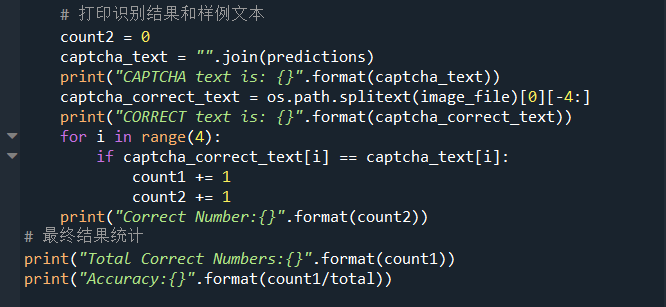 # 打印识别结果和样例文本
count2 = 0
captcha_text = "".join(predictions)
print("CAPTCHA text is: {}".format(captcha_text))
captcha_correct_text = os.path.splitext(image_file)[0][-4:]
print("CORRECT text is: {}".format(captcha_correct_text))
for i in range(4):
if captcha_correct_text[i] == captcha_text[i]:
count1 += 1
count2 += 1
print("Correct Number:{}".format(count2))
# 最终结果统计
print("Total Correct Numbers:{}".format(count1))
print("Accuracy:{}".format(count1/total))